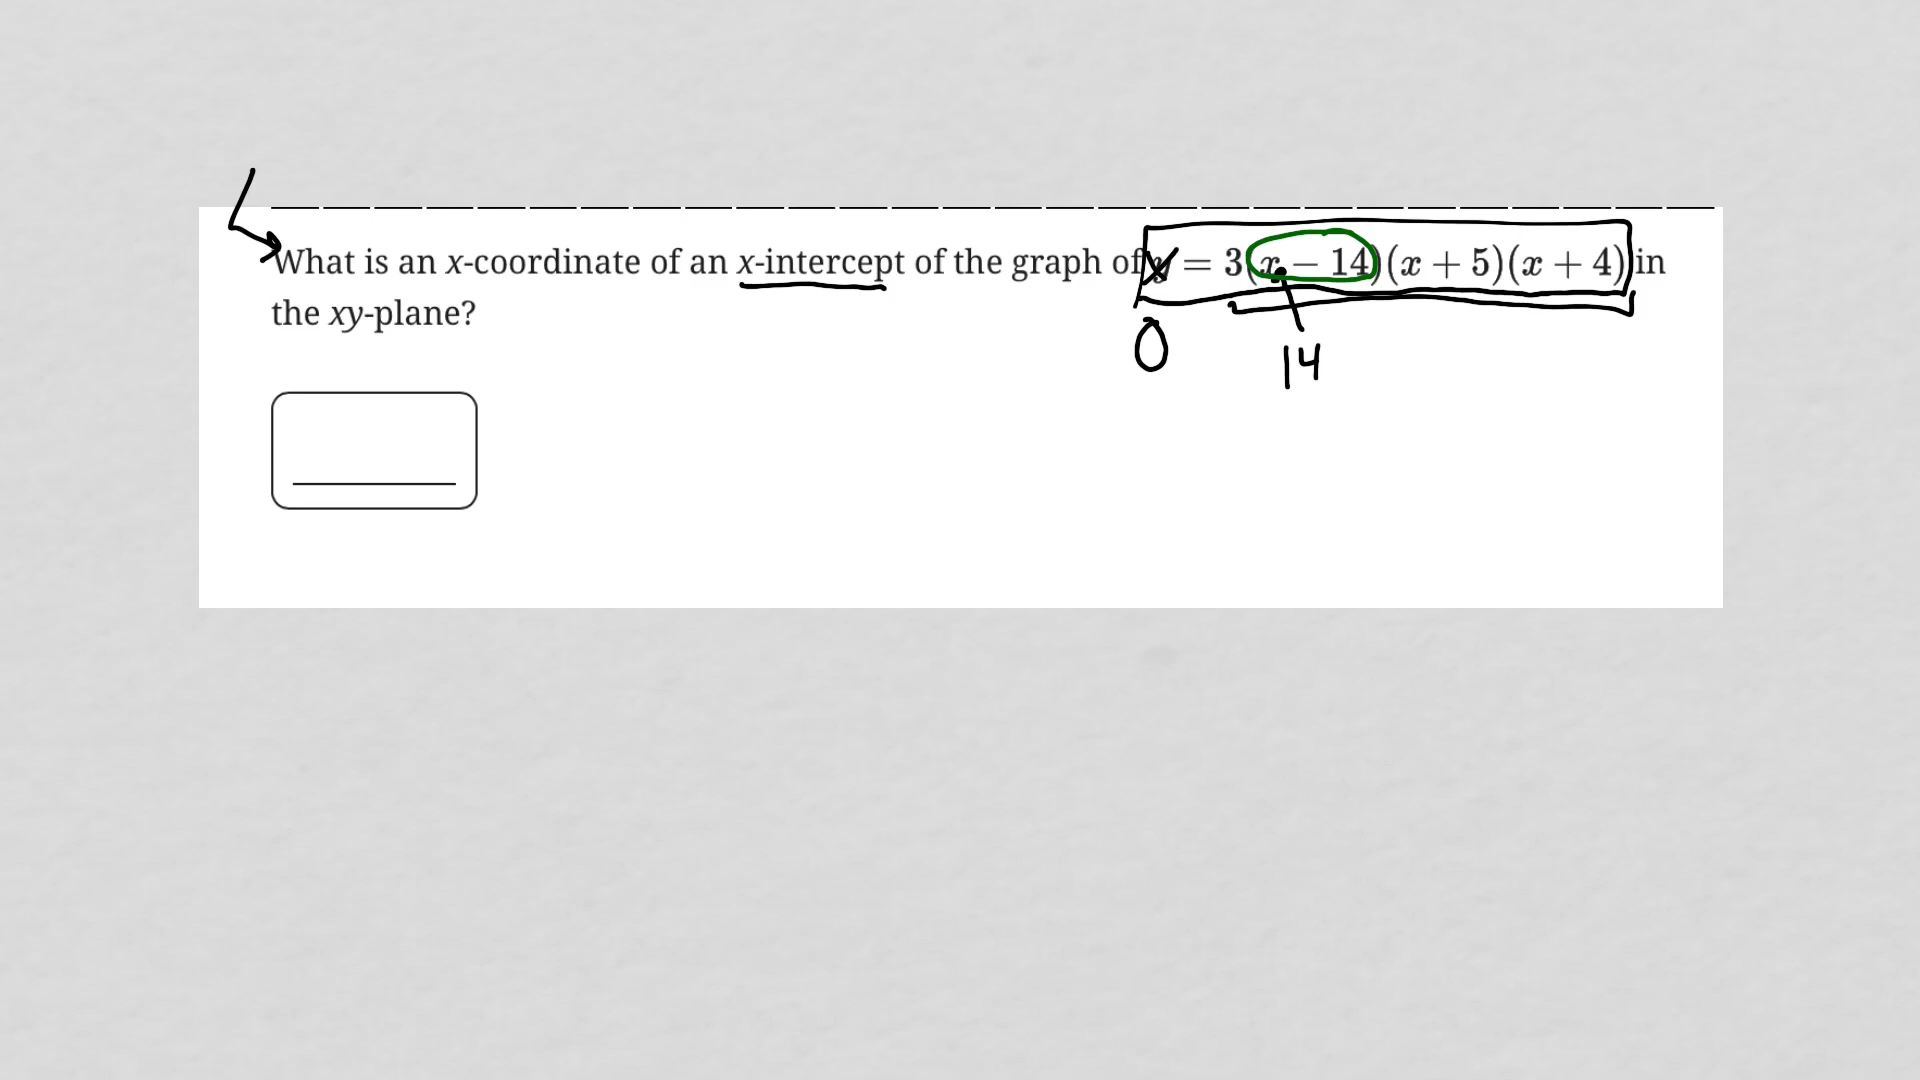 What is an x-coordinate of an x-intercept of the graph of y = 3(x − 14)(x + 5)(x + 4) in
the xy-plane?
0
14